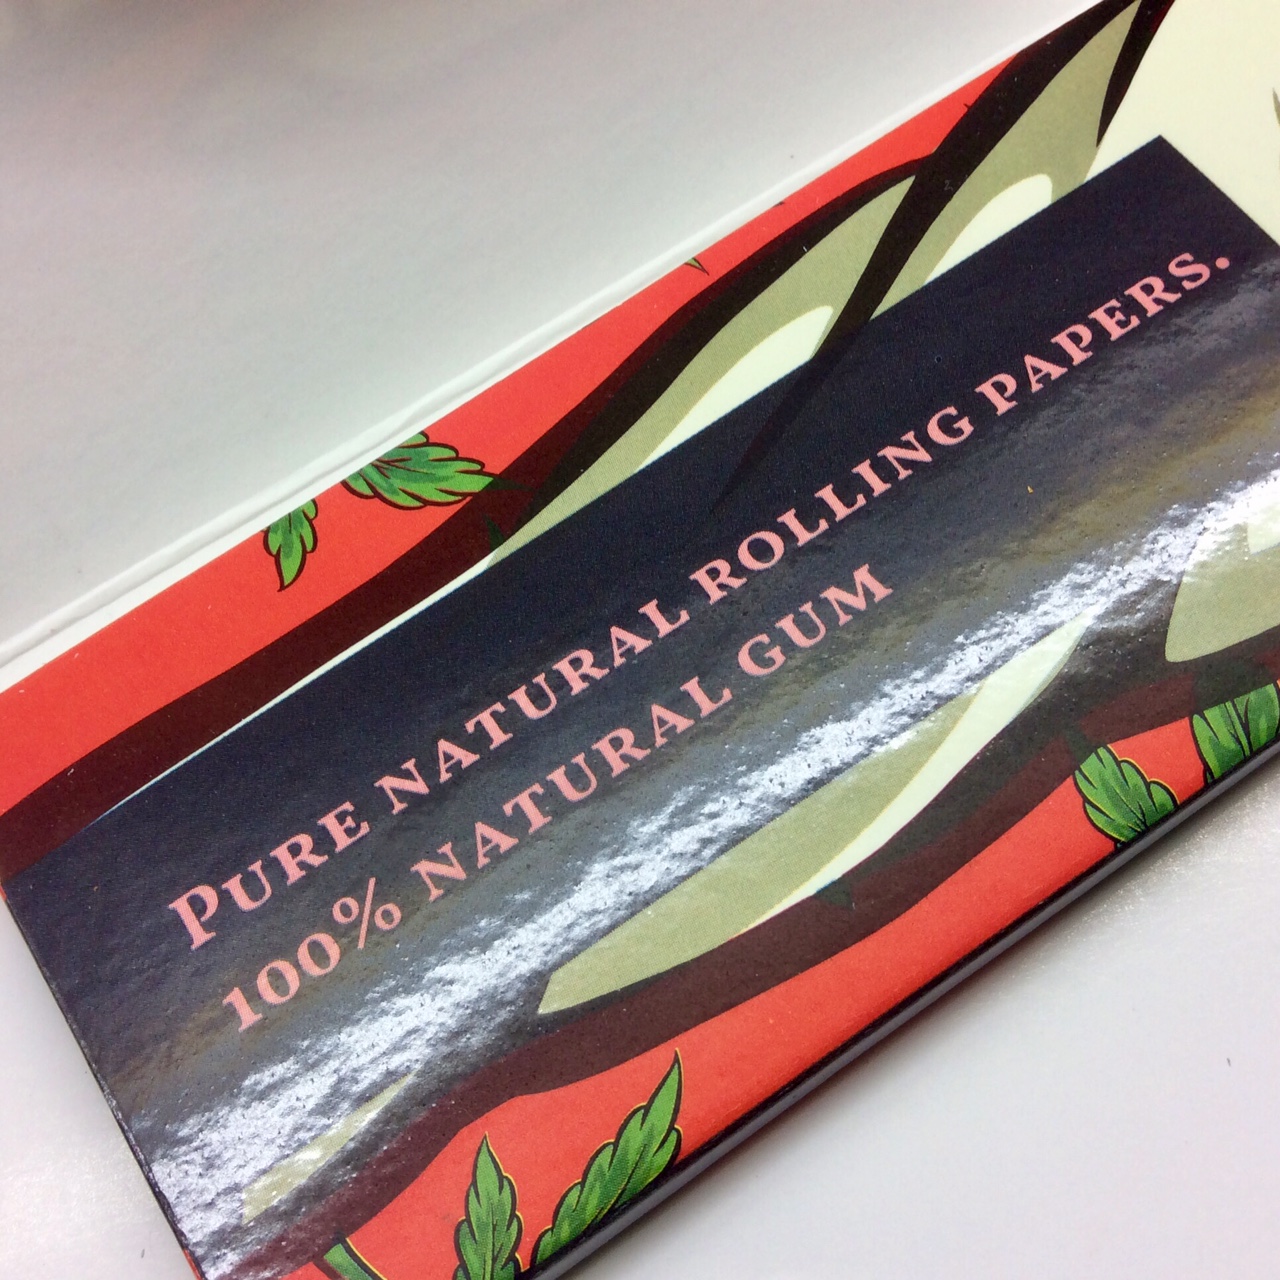 PURE NATURAL ROLLING PAPERS.
100% NATURAL GUM